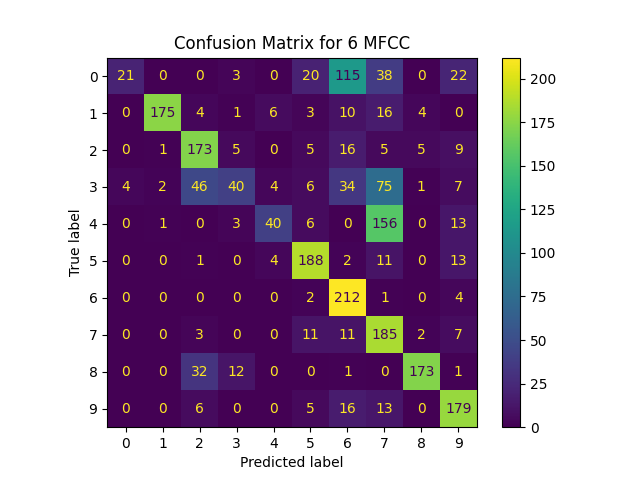 Confusion Matrix for 6 MFCC
0 21 0 0 3 0 20 115 38 0 22
1 0 175 4 1 6 3 10 16 4 0
2 0 1 173 5 0 5 16 5 5 9
3 4 2 46 40 4 6 34 75 1 7
4 0 1 0 3 40 6 0 156 0 13
5 0 0 1 0 4 188 2 11 0 13
6 0 0 0 0 0 2 212 1 0 4
7 0 0 3 0 0 11 11 185 2 7
8 0 0 32 12 0 0 1 0 173 1
9 0 0 6 0 0 5 16 13 0 179
0 1 2 3 4 5 6 7 8 9
True label
Predicted label
200
175
150
125
100
75
50
25
0